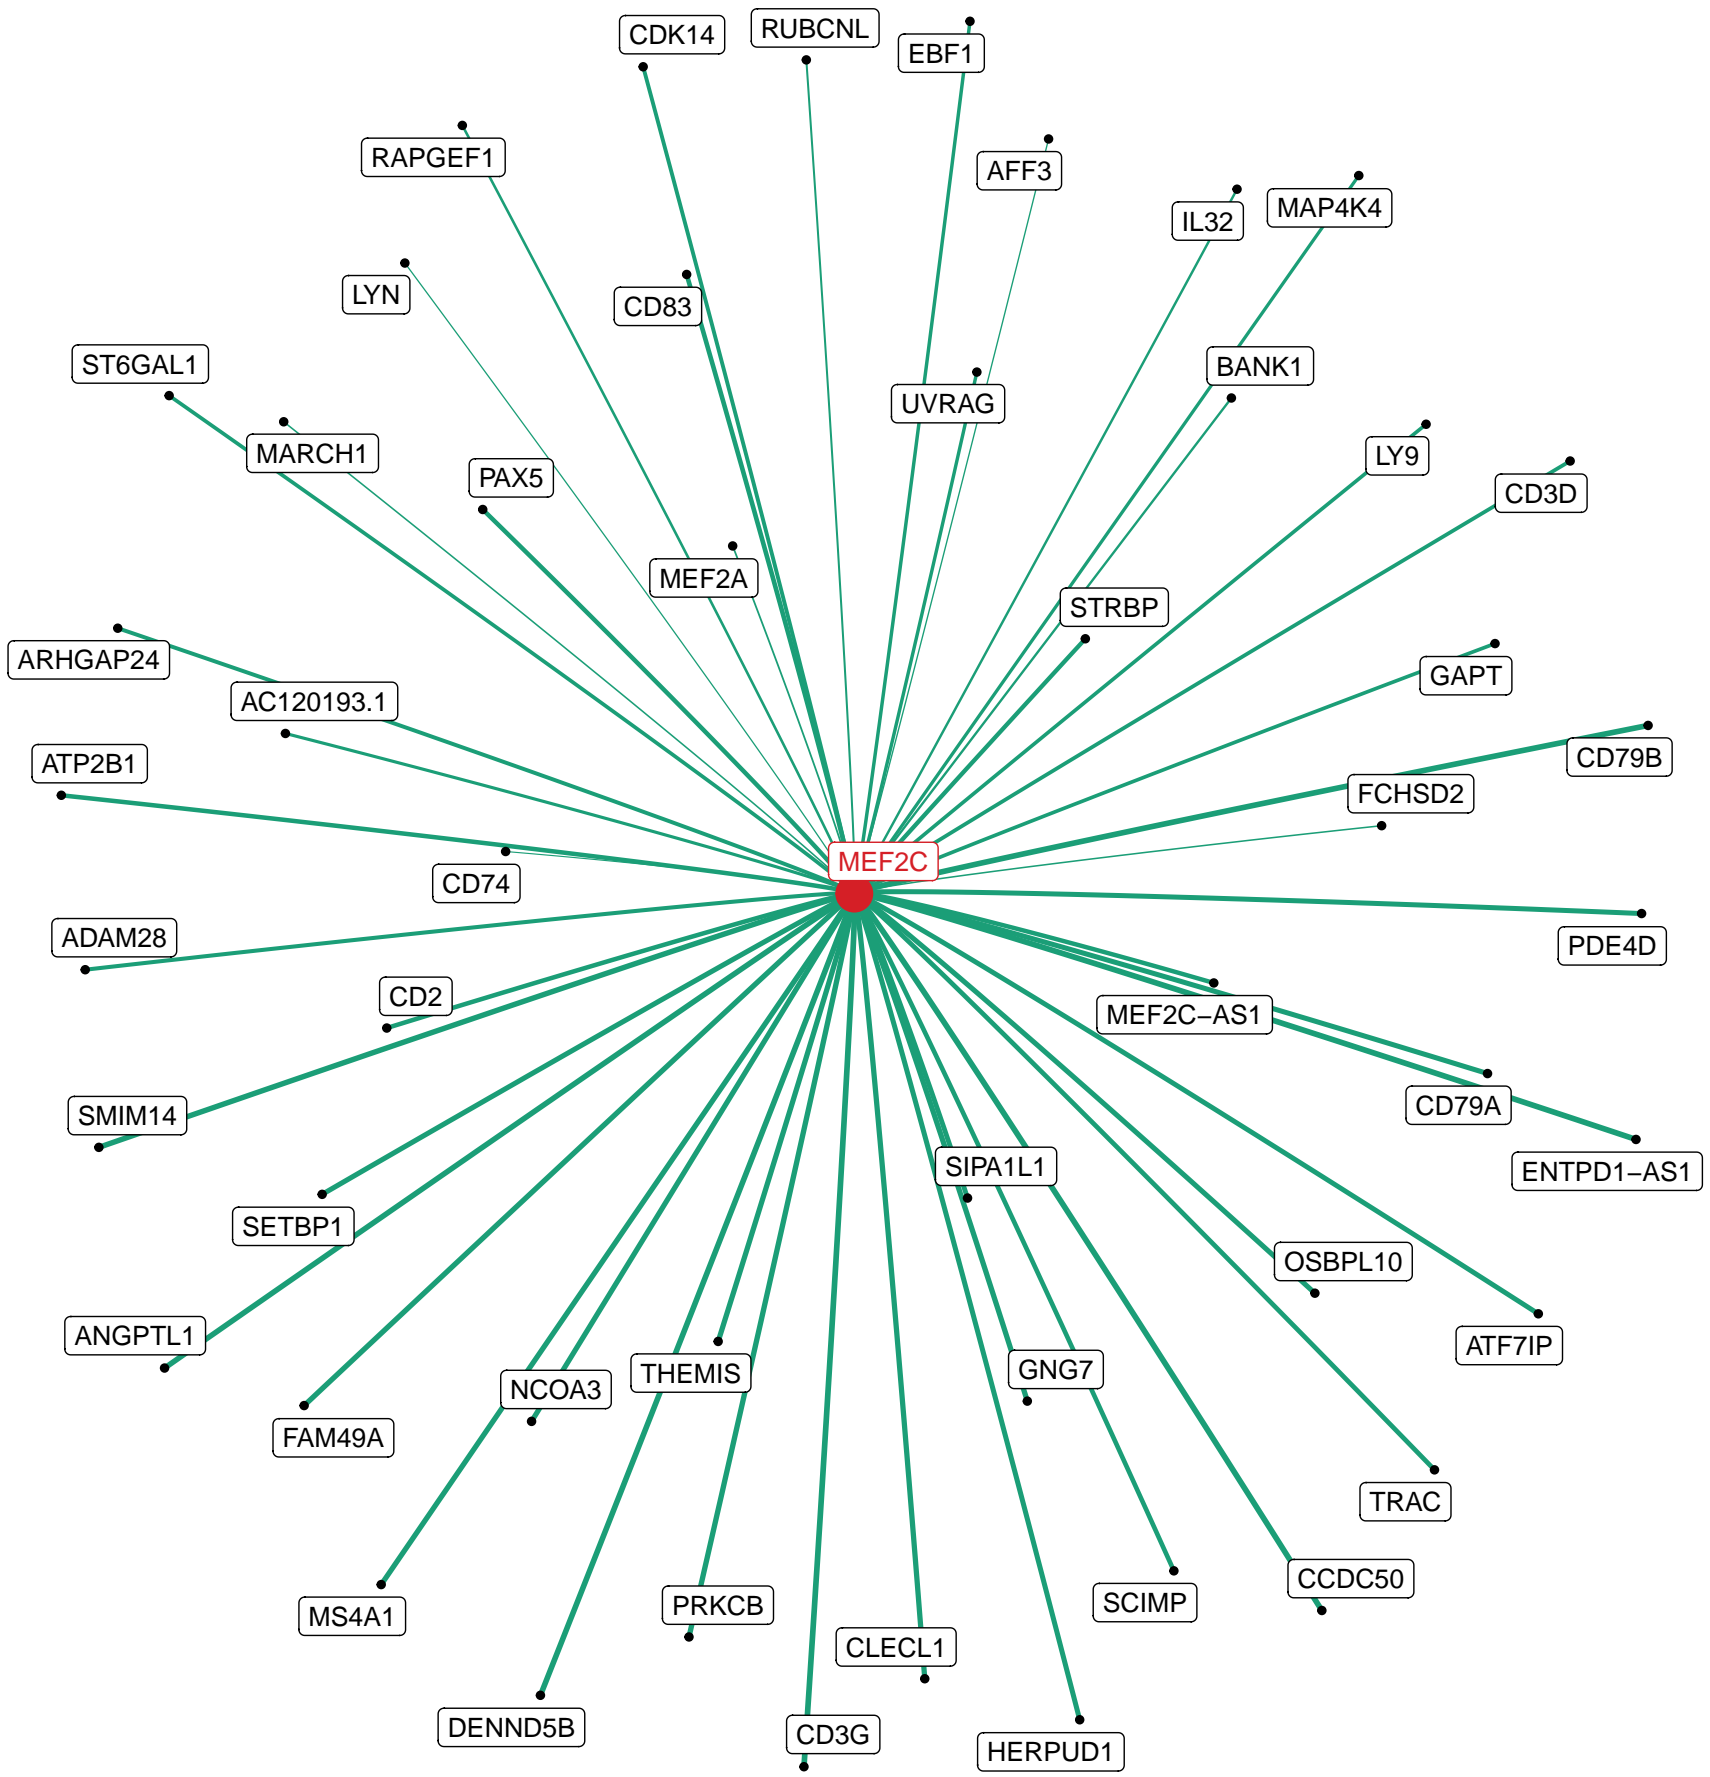 RUBCNL
CDK14
EBF1
RAPGEF1
AFF3
MAP4K4
IL32
LYN
CD83
ST6GAL1
BANK1
UVRAG
MARCH1
LY9
PAX5
CD3D
MEF2A
STRBP
ARHGAP24
GAPT
AC120193.1
CD79B
ATP2B1
FCHSD2
MEF2C
CD74
ADAM28
PDE4D
CD2
MEF2C–AS1
CD79A
SMIM14
SIPA1L1
ENTPD1–AS1
SETBP1
OSBPL10
ANGPTL1
ATF7IP
GNG7
THEMIS
NCOA3
FAM49A
TRAC
CCDC50
SCIMP
PRKCB
MS4A1
CLECL1
DENND5B
CD3G
HERPUD1